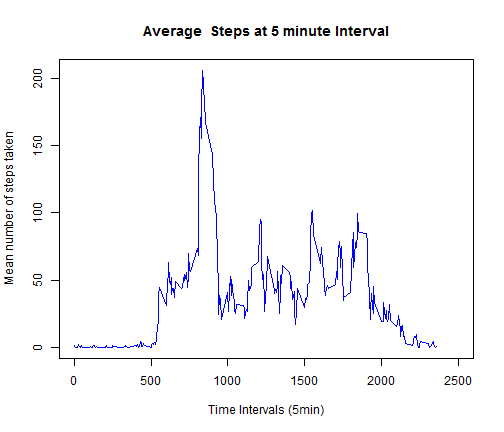 Average  Steps at 5 minute Interval
Mean number of steps taken
200
150
100
50
0
0 500 1000 1500 2000 2500
Time Intervals (5min)